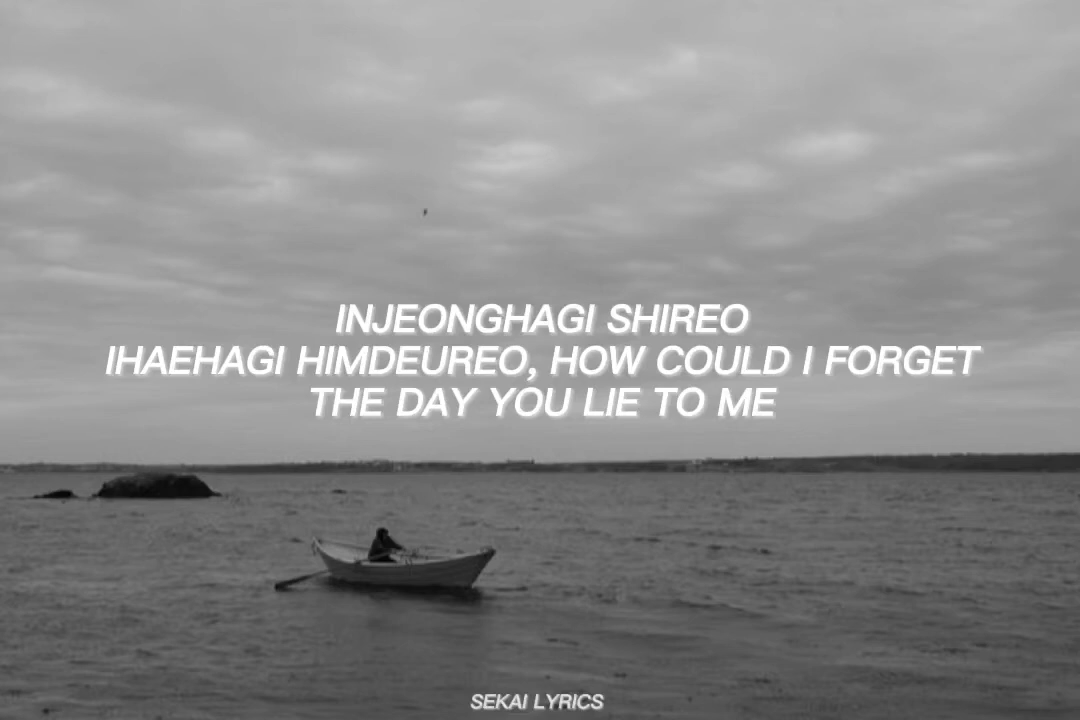 INJEONGHAGI SHIREO
IHAEHAGI HIMDEUREO, HOW COULD I FORGET
THE DAY YOU LIE TO ME
SEKAI LYRICS